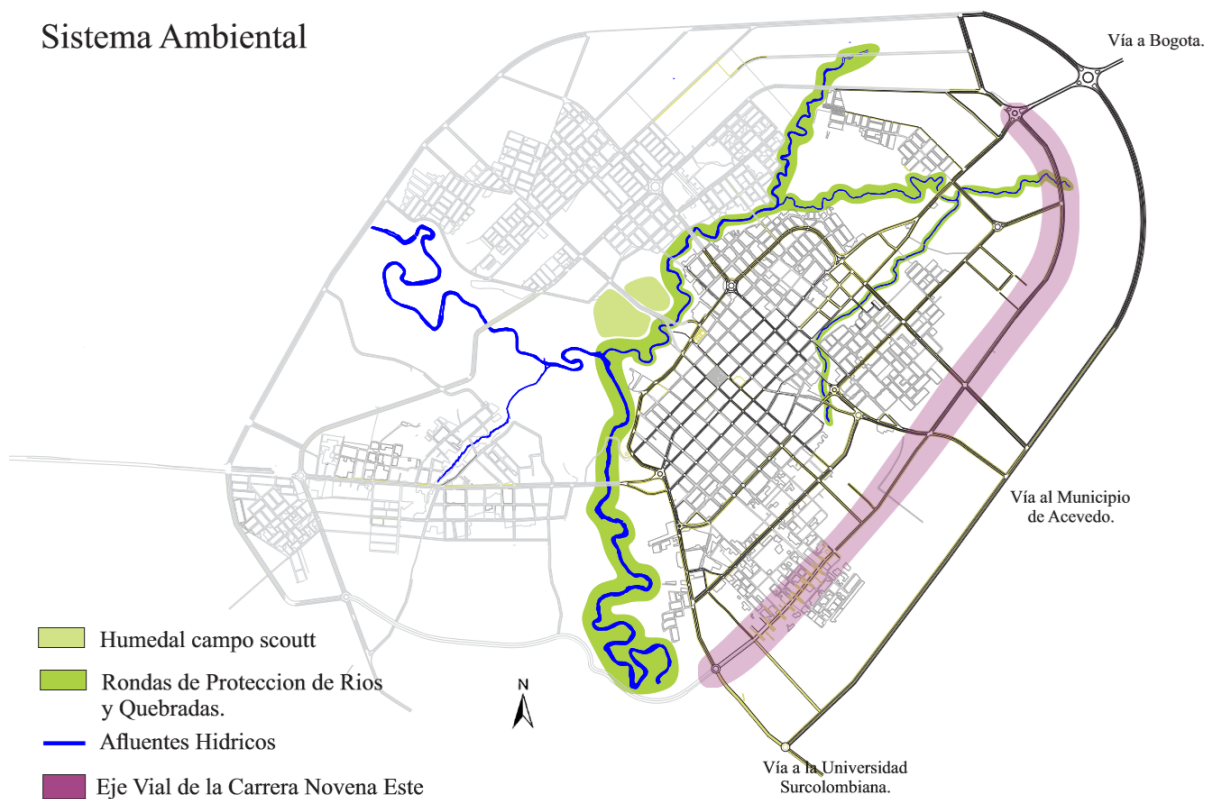 Sistema Ambiental
Vía a Bogota.
Vía al Municipio
de Acevedo.
Humedal campo scoutt
Rondas de Proteccion de Rios
y Quebradas.
N
Afluentes Hidricos
Vía a la Universidad
Surcolombiana.
Eje Vial de la Carrera Novena Este